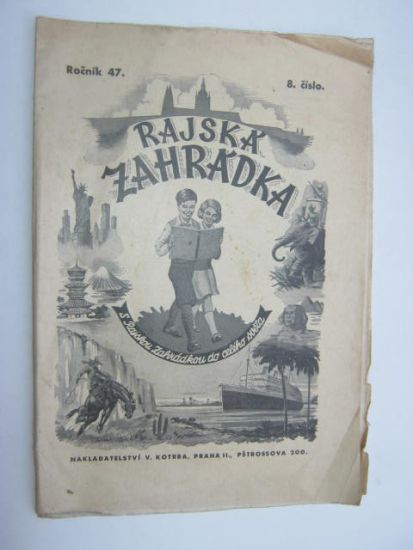 Ročník 47.
8. číslo.
RAJSKÁ
ZAHRÁDKA
S Rajskou Zahrádkou do celého světa
NAKLADATELSTVÍ V. KOTRBA, PRAHA II., PŠTROSSOVA 200.